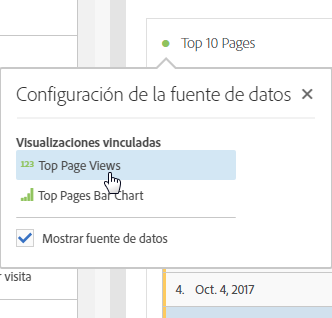 Top 10 Pages
Configuración de la fuente de datos
Visualizaciones vinculadas
123 Top Page Views
Top Pages Bar Chart
Mostrar fuente de datos
r visita
4. Oct. 4, 2017